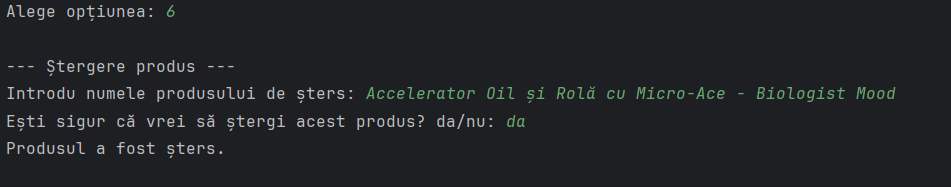 Alege opțiunea: 6
--- Ștergere produs ---
Introdu numele produsului de șters: Accelerator Oil și Rolă cu Micro-Ace - Biologist Mood
Ești sigur că vrei să ștergi acest produs? da/nu: da
Produsul a fost șters.